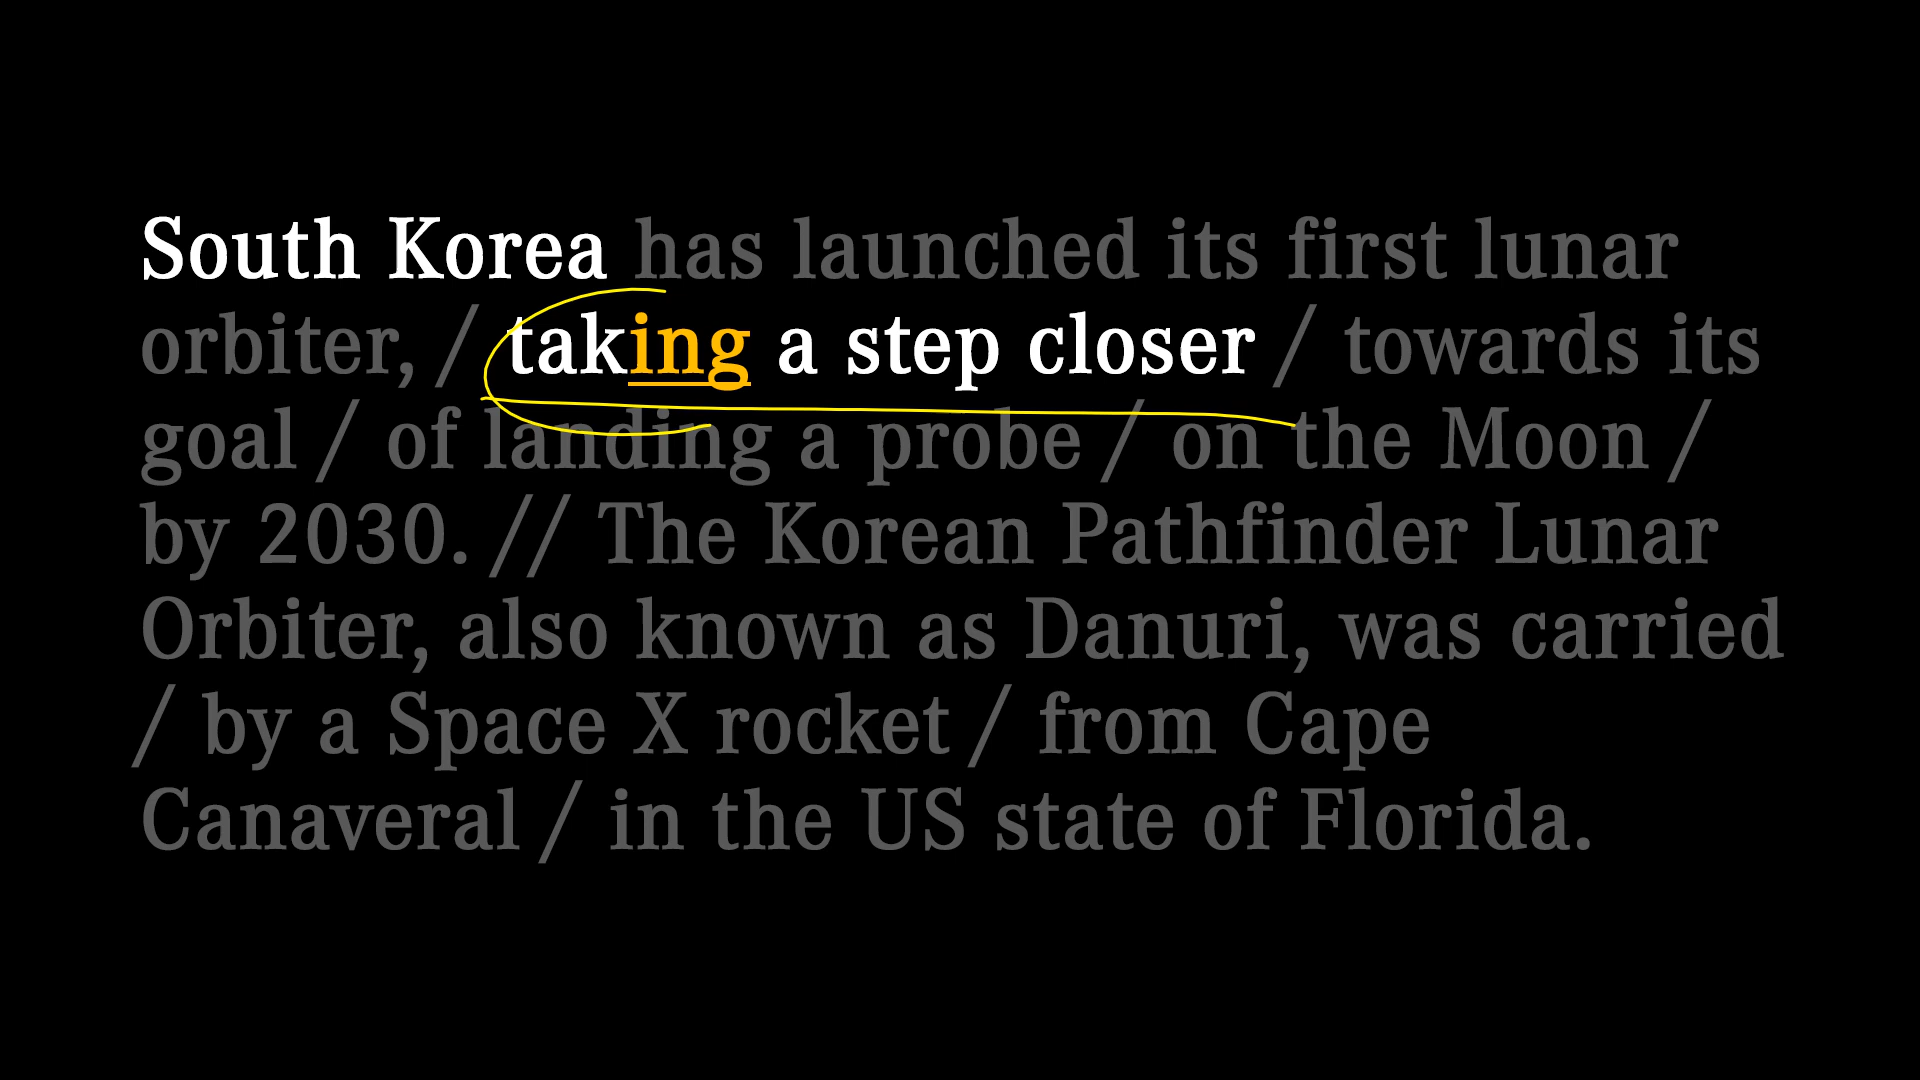 South Korea has launched its first lunar
orbiter, / taking a step closer / towards its
goal / of landing a probe / on the Moon /
by 2030. // The Korean Pathfinder Lunar
Orbiter, also known as Danuri, was carried
/ by a Space X rocket / from Cape
Canaveral / in the US state of Florida.